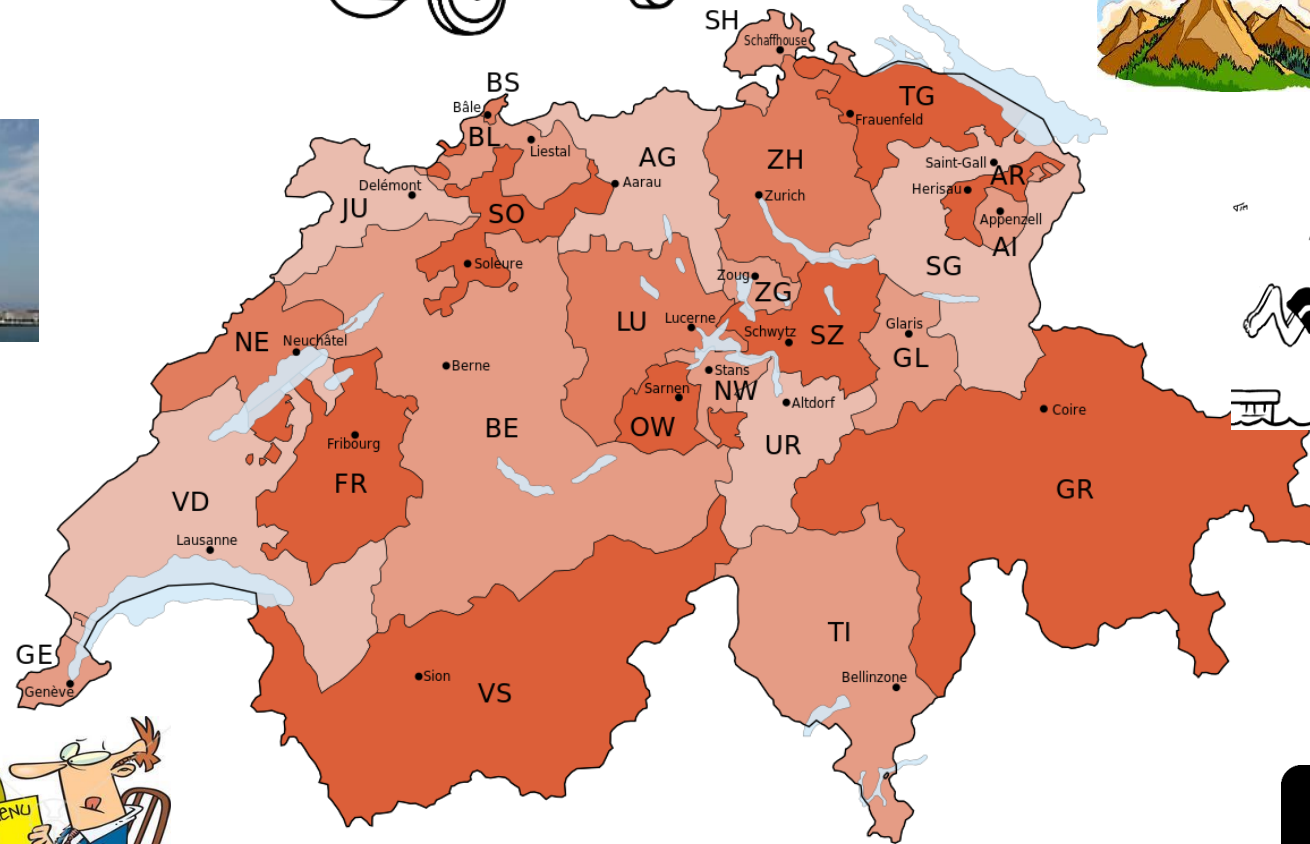 SH
Schaffhouse
BS
Bâle
BL
Liestal
TG
Frauenfeld
AG
ZH
Saint-Gall
AR
Delémont
Aarau
Zurich
Herisau
JU
SO
Appenzell
AI
Soleure
Zoug
ZG
SG
NE
Neuchâtel
LU
Lucerne
Schwytz
SZ
Glaris
GL
Berne
Stans
Sarnen
NW
Altdorf
Coire
BE
OW
UR
Fribourg
FR
GR
VD
Lausanne
GE
Genève
TI
Sion
VS
Bellinzone
MENU